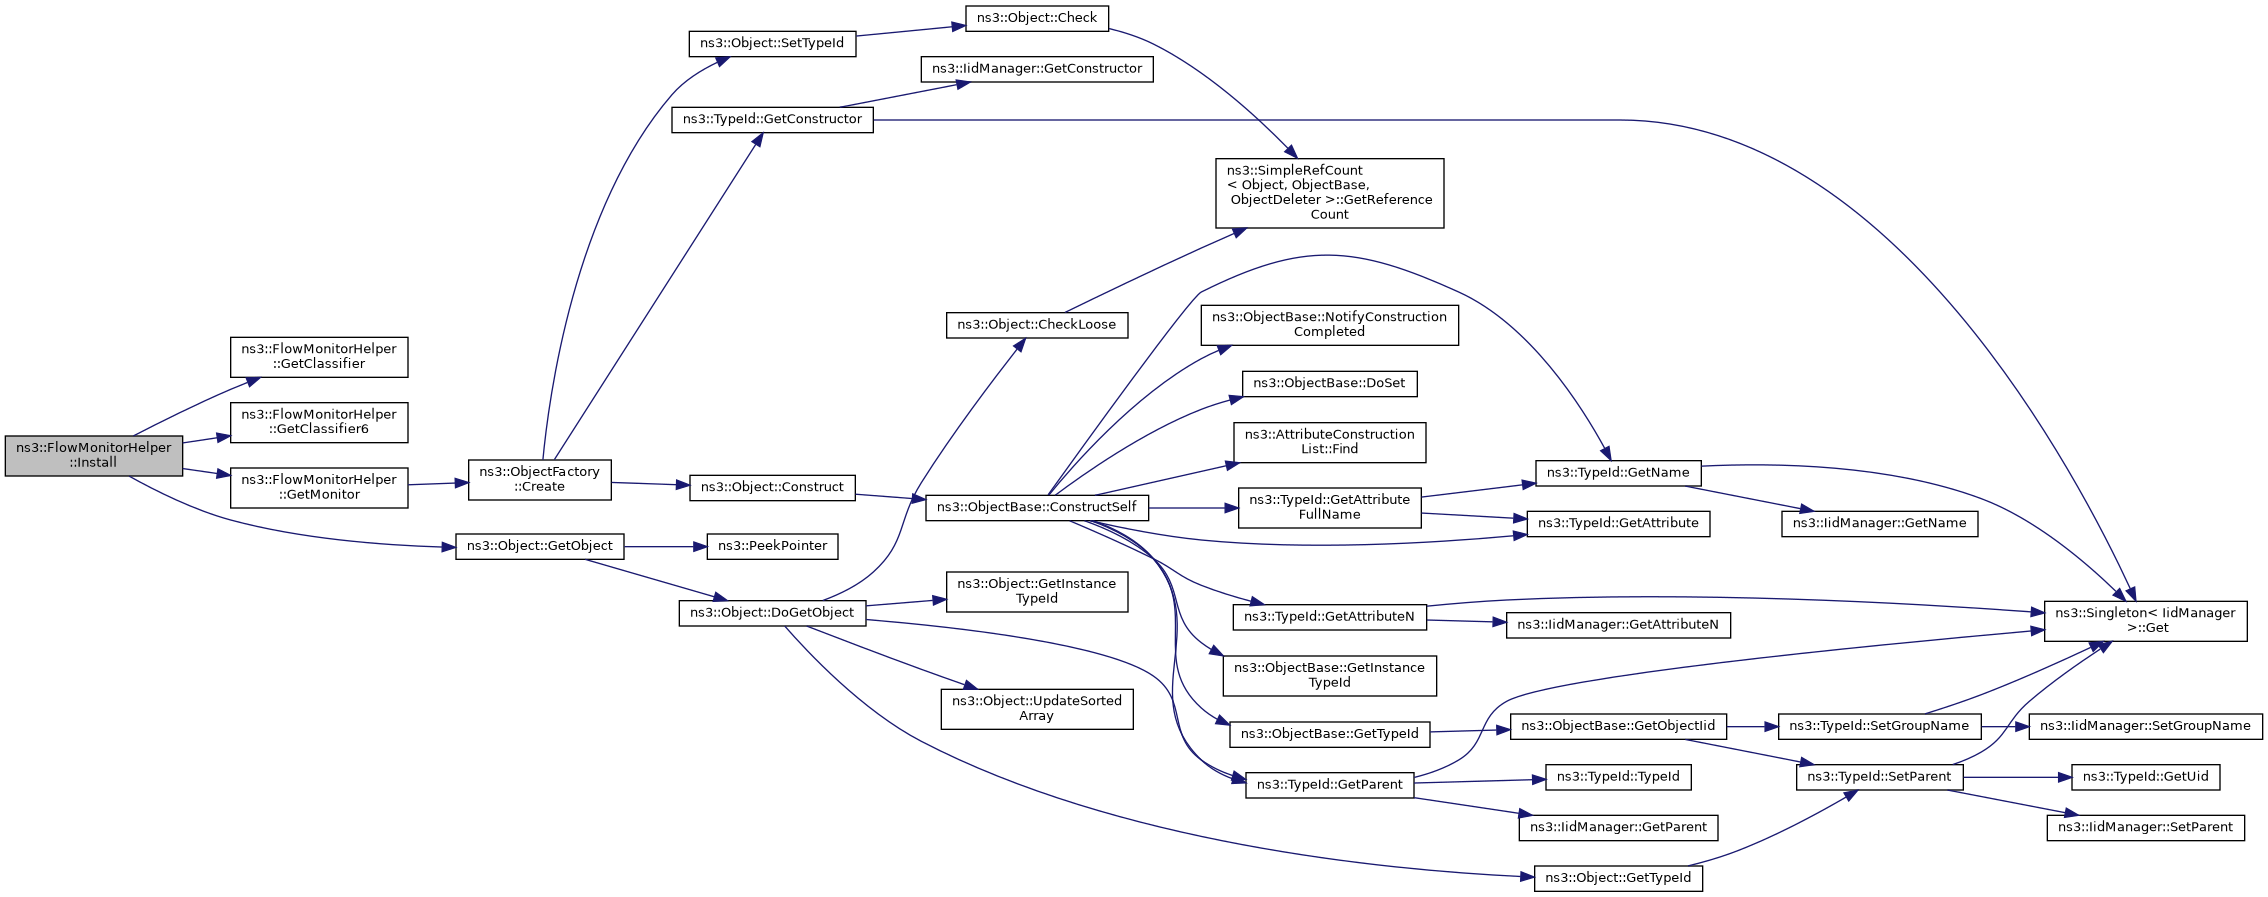 ns3::Object::Check
ns3::Object::SetTypeId
ns3::IidManager::GetConstructor
ns3::TypeId::GetConstructor
ns3::SimpleRefCount
< Object, ObjectBase,
ObjectDeleter >::GetReference
Count
ns3::Object::CheckLoose
ns3::ObjectBase::NotifyConstruction
Completed
ns3::FlowMonitorHelper
::GetClassifier
ns3::ObjectBase::DoSet
ns3::FlowMonitorHelper
::GetClassifier6
ns3::AttributeConstruction
List::Find
ns3::FlowMonitorHelper
::Install
ns3::FlowMonitorHelper
::GetMonitor
ns3::ObjectFactory
::Create
ns3::Object::Construct
ns3::ObjectBase::ConstructSelf
ns3::TypeId::GetAttribute
FullName
ns3::TypeId::GetName
ns3::TypeId::GetAttribute
ns3::IidManager::GetName
ns3::Object::GetObject
ns3::PeekPointer
ns3::Object::GetInstance
TypeId
ns3::Object::DoGetObject
ns3::TypeId::GetAttributeN
ns3::IidManager::GetAttributeN
ns3::Singleton< IidManager
>::Get
ns3::ObjectBase::GetInstance
TypeId
ns3::Object::UpdateSorted
Array
ns3::ObjectBase::GetTypeId
ns3::ObjectBase::GetObjectIid
ns3::TypeId::SetGroupName
ns3::IidManager::SetGroupName
ns3::TypeId::GetParent
ns3::TypeId::TypeId
ns3::TypeId::SetParent
ns3::TypeId::GetUid
ns3::IidManager::GetParent
ns3::IidManager::SetParent
ns3::Object::GetTypeId